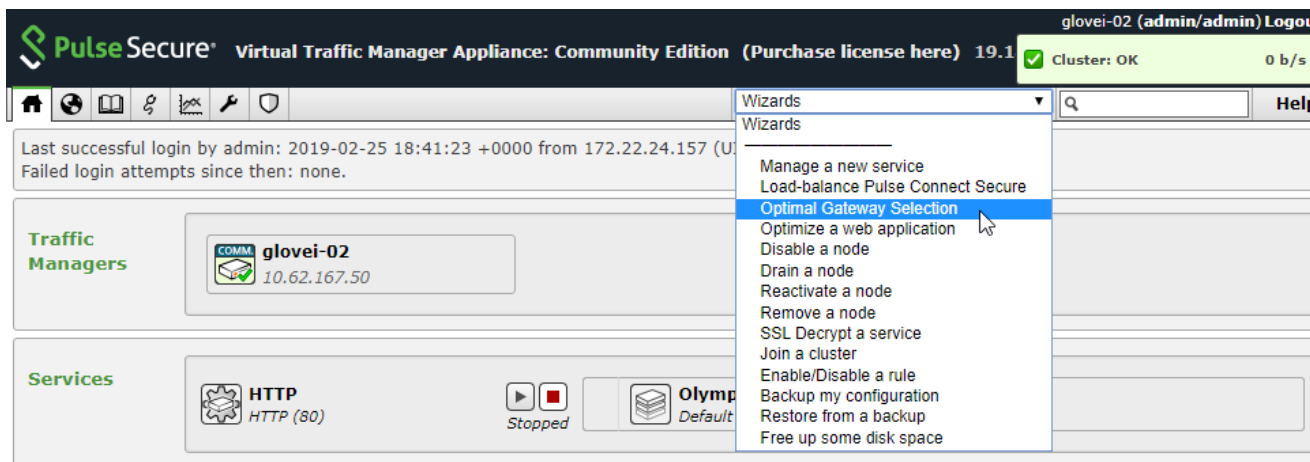 glovei-02 (admin/admin) Logou
Pulse Secure® Virtual Traffic Manager Appliance: Community Edition (Purchase license here) 19.1
Cluster: OK 0 b/s
Wizards
Help
Wizards
Last successful login by admin: 2019-02-25 18:41:23 +0000 from 172.22.24.157 (U
Failed login attempts since then: none.
Manage a new service
Load-balance Pulse Connect Secure
Optimal Gateway Selection
Optimize a web application
Disable a node
Drain a node
Reactivate a node
Remove a node
SSL Decrypt a service
Join a cluster
Enable/Disable a rule
Backup my configuration
Restore from a backup
Free up some disk space
Traffic
Managers
COMM.
glovei-02
10.62.167.50
Services
HTTP
HTTP (80)
Stopped
Olymp
Default